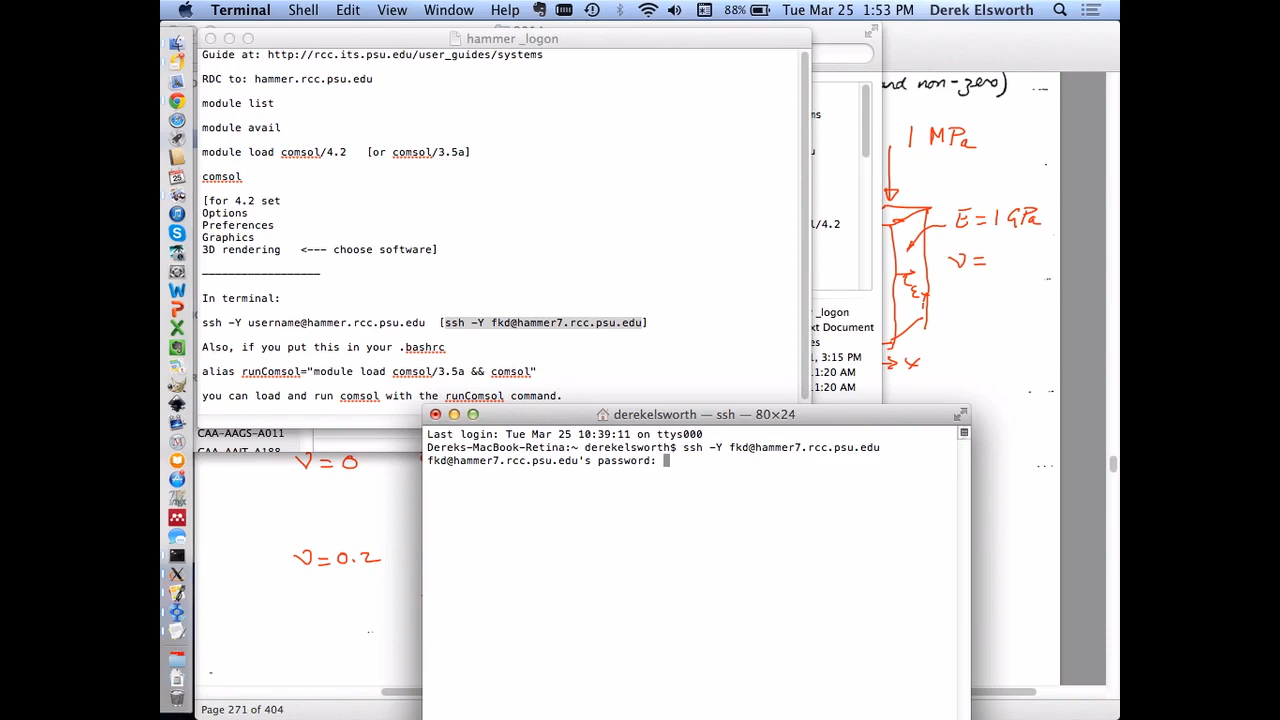 Terminal Shell Edit View Window Help 88% Tue Mar 25 1:53 PM Derek Elsworth
hammer _logon
Guide at: http://rcc.its.psu.edu/user_guides/systems
RDC to: hammer.rcc.psu.edu
module list
module avail
module load comsol/4.2 [or comsol/3.5a]
comsol
[for 4.2 set
Options
Preferences
Graphics
3D rendering <--- choose software]
In terminal:
ssh -Y username@hammer.rcc.psu.edu [ssh -Y fkd@hammer7.rcc.psu.edu]
Also, if you put this in your .bashrc
alias runComsol="module load comsol/3.5a && comsol"
you can load and run comsol with the runComsol command.
and non-zero)
1 MPa
E = 1 GPa
ν =
x
/4.2
_logon
xt Document
es
, 3:15 PM
11:20 AM
11:20 AM
CAA-AAGS-A011
CAA-AAIT-A188
ν = 0
ν = 0.2
derekelsworth — ssh — 80×24
Last login: Tue Mar 25 10:39:11 on ttys000
Dereks-MacBook-Retina:~ derekelsworth$ ssh -Y fkd@hammer7.rcc.psu.edu
fkd@hammer7.rcc.psu.edu's password:
Page 271 of 404